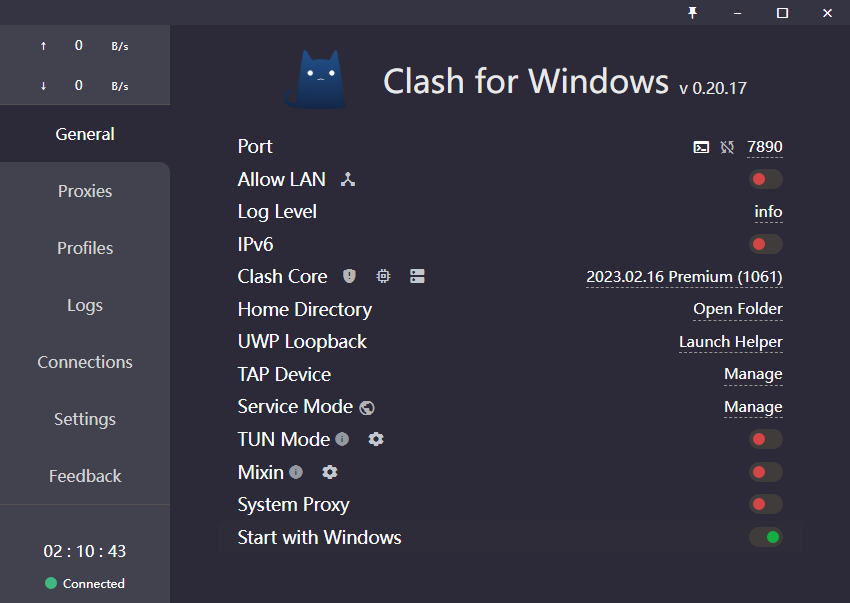 ↑ 0 B/s
↓ 0 B/s
General
Proxies
Profiles
Logs
Connections
Settings
Feedback
02 : 10 : 43
Connected
Clash for Windows v 0.20.17
Port 7890
Allow LAN
Log Level info
IPv6
Clash Core 2023.02.16 Premium (1061)
Home Directory Open Folder
UWP Loopback Launch Helper
TAP Device Manage
Service Mode Manage
TUN Mode
Mixin
System Proxy
Start with Windows